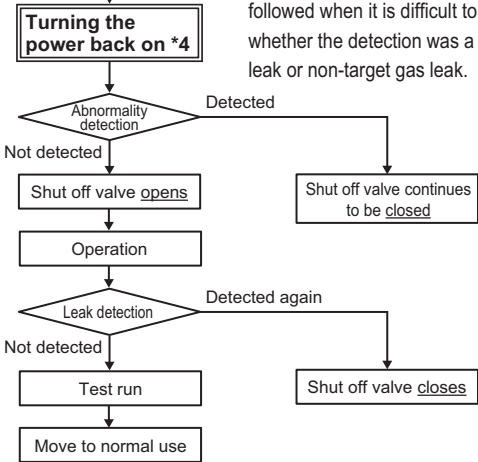 followed when it is difficult to
whether the detection was a
leak or non-target gas leak.
Turning the
power back on *4
Abnormality
detection
Detected
Not detected
Shut off valve opens
Shut off valve continues
to be closed
Operation
Leak detection
Detected again
Not detected
Test run
Shut off valve closes
Move to normal use